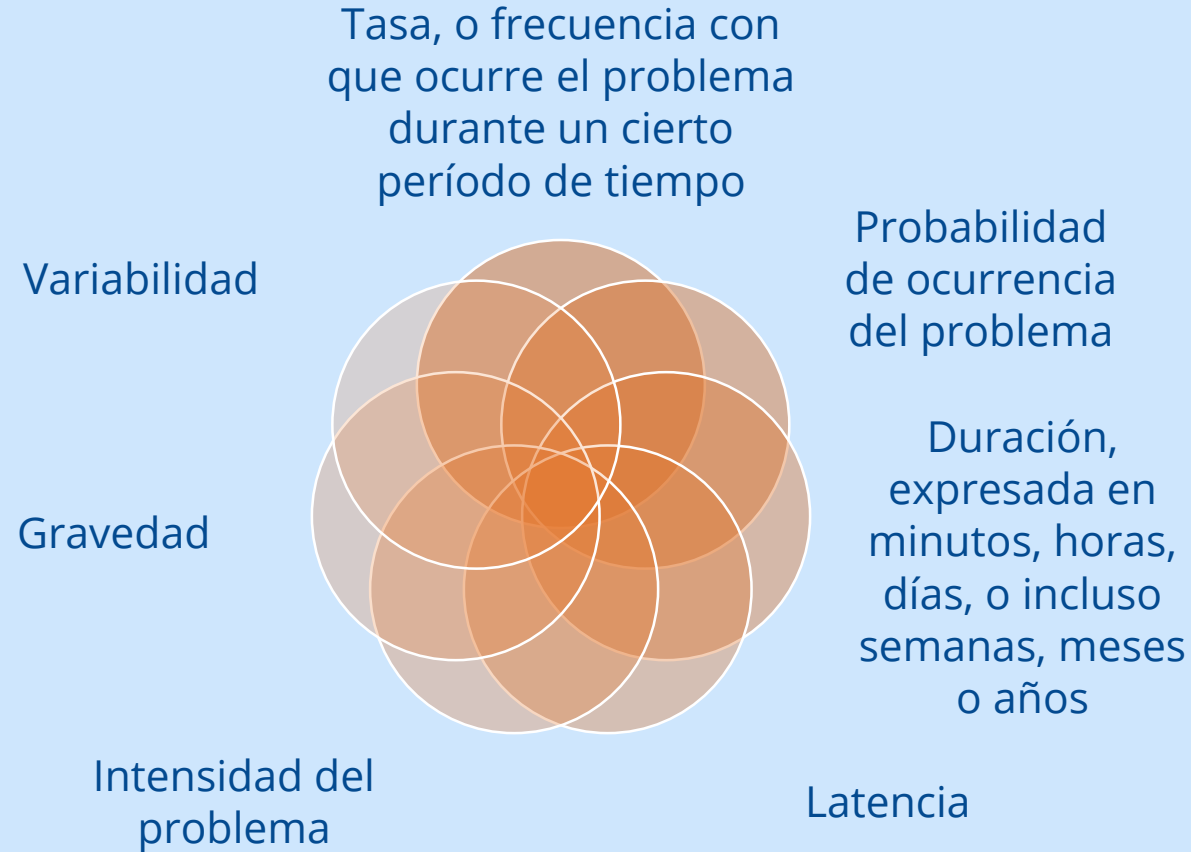 Tasa, o frecuencia con
que ocurre el problema
durante un cierto
período de tiempo
Probabilidad
de ocurrencia
del problema
Duración,
expresada en
minutos, horas,
días, o incluso
semanas, meses
o años
Latencia
Intensidad del
problema
Gravedad
Variabilidad